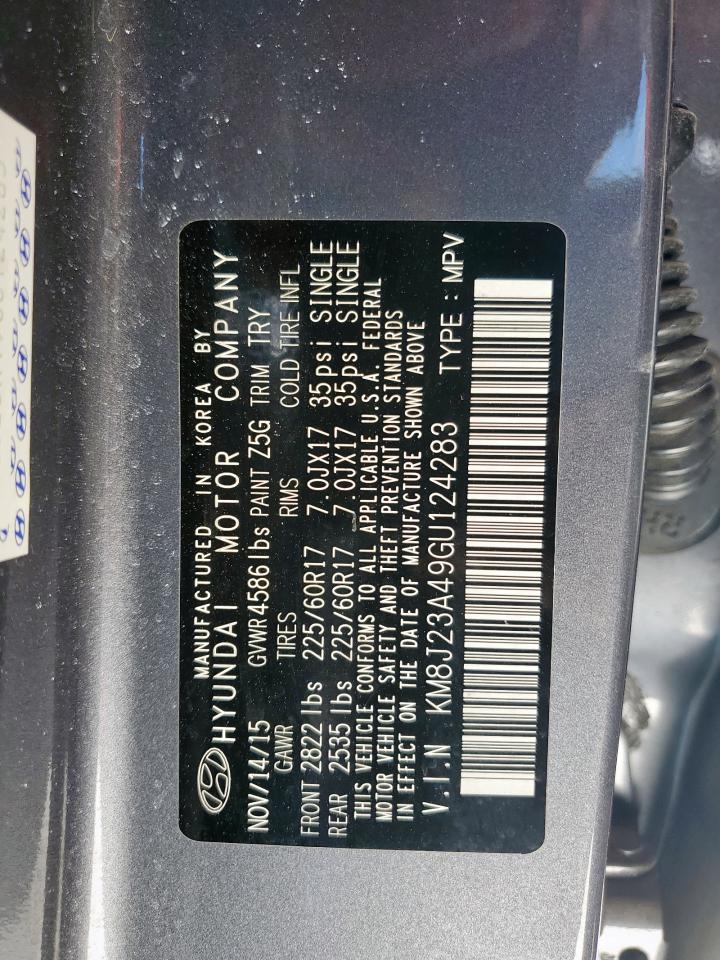 MANUFACTURED IN KOREA BY
HYUNDAI MOTOR COMPANY
NOV/14/15 GVWR 4586 lbs PAINT Z5G TRIM TRY
GAWR TIRES RIMS COLD TIRE INFL
FRONT 2822 lbs 225/60R17 7.0JX17 35psi SINGLE
REAR 2535 lbs 225/60R17 7.0JX17 35psi SINGLE
THIS VEHICLE CONFORMS TO ALL APPLICABLE U.S.A. FEDERAL
MOTOR VEHICLE SAFETY AND THEFT PREVENTION STANDARDS
IN EFFECT ON THE DATE OF MANUFACTURE SHOWN ABOVE
V.I.N KM8J23A49GU124283 TYPE : MPV